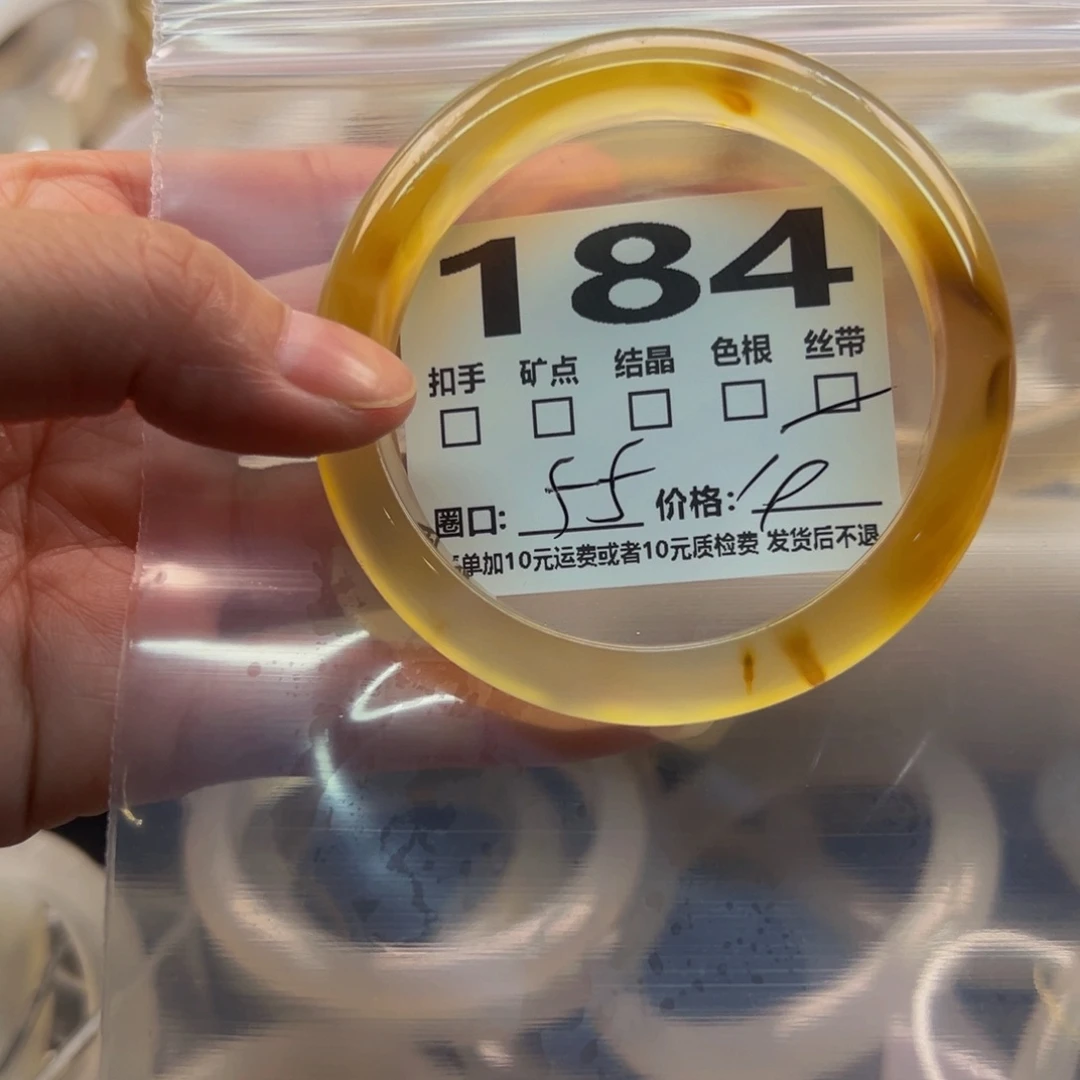 184
扣手 矿点 结晶 色根 丝带
圈口: 55 价格:
单加10元运费或者10元质检费 发货后不退